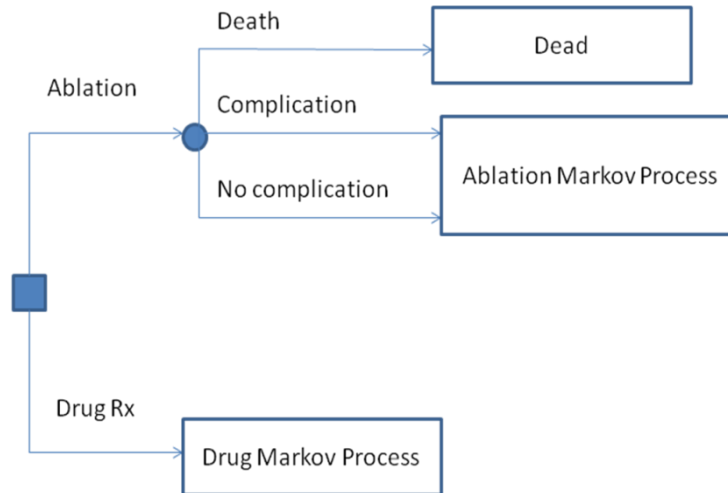 Death
Dead
Ablation
Complication
Ablation Markov Process
No complication
Drug Rx
Drug Markov Process